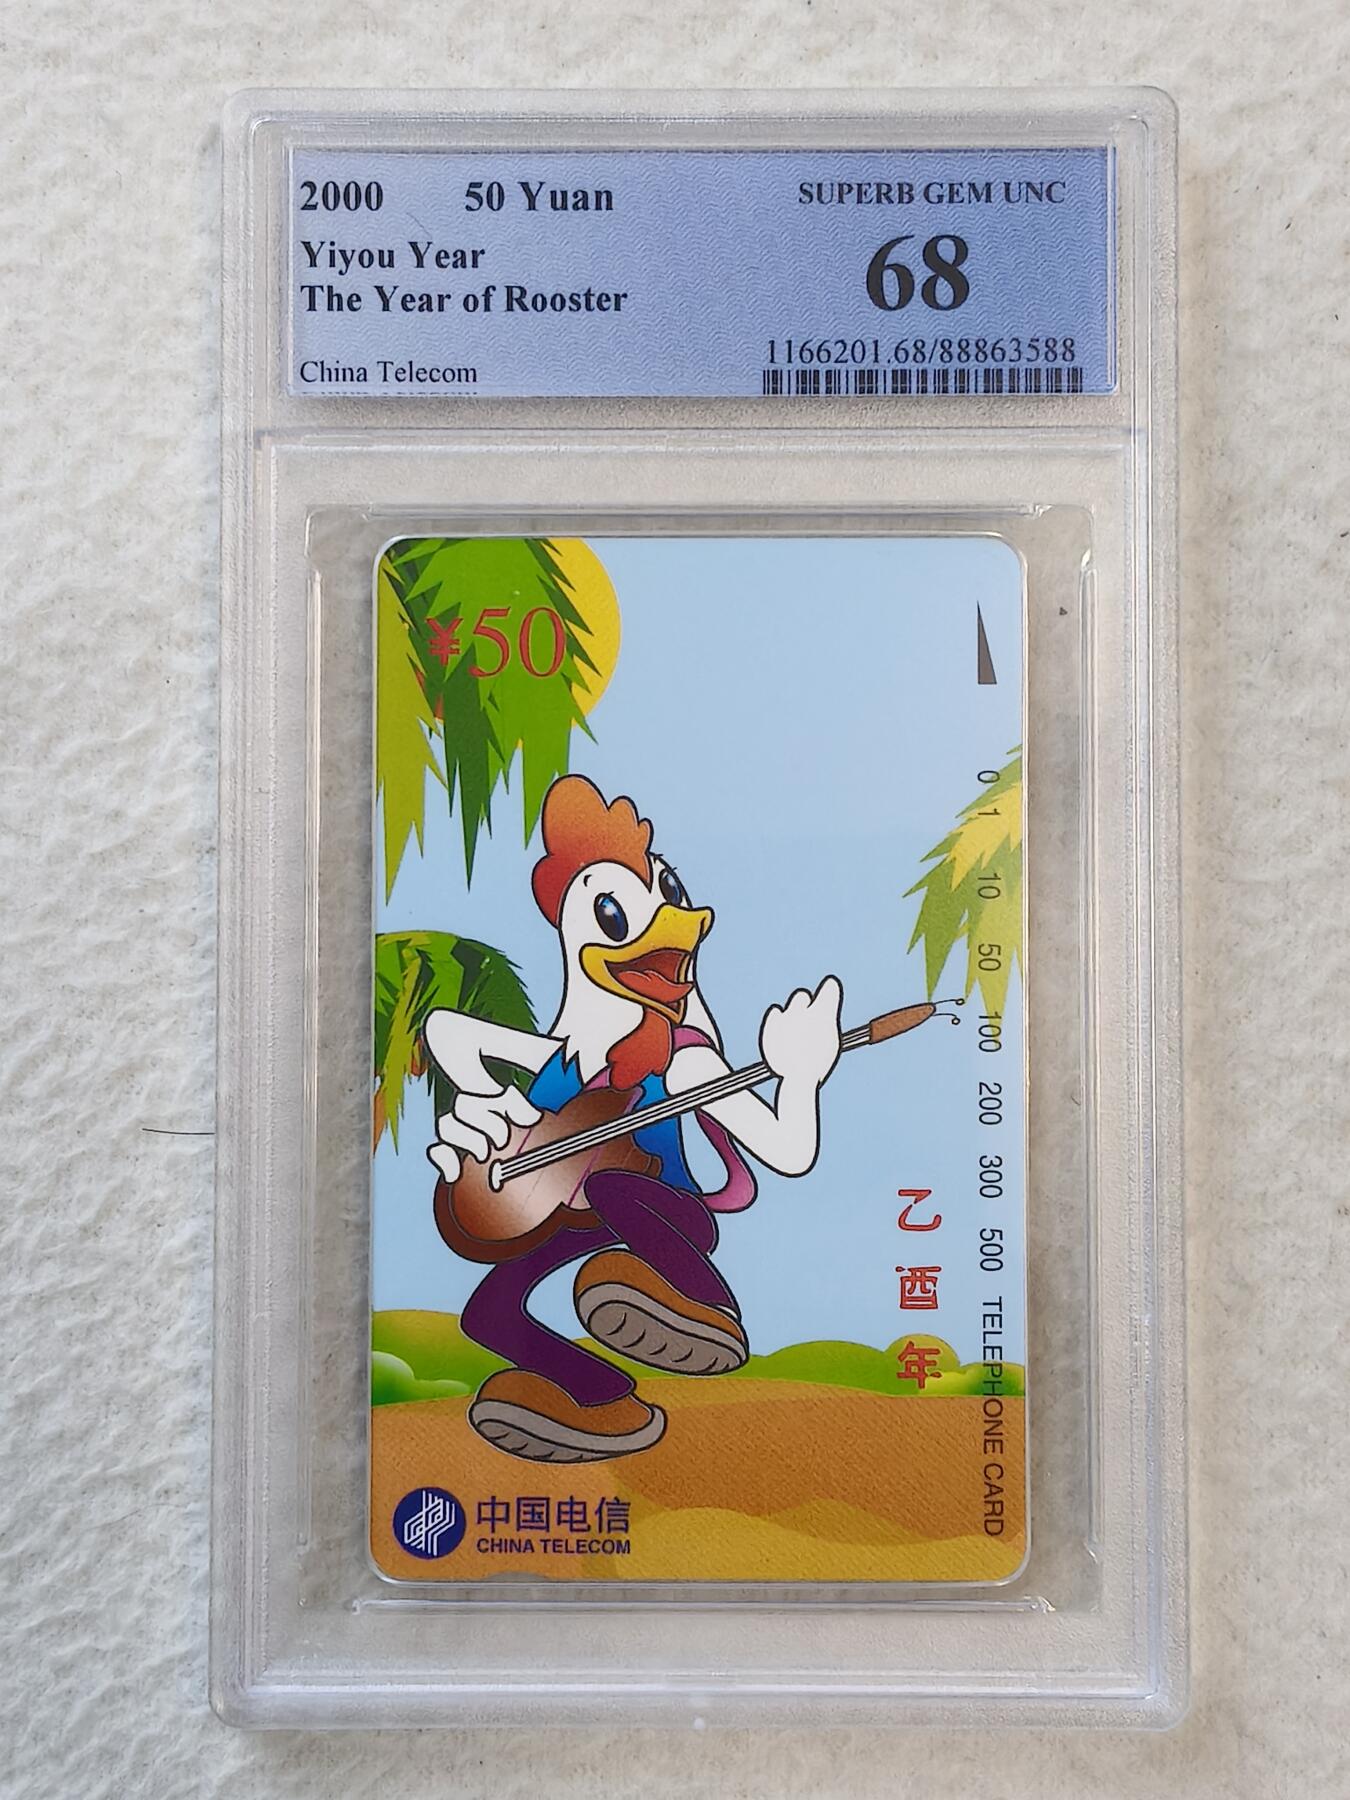 2000 50 Yuan
SUPERB GEM UNC
Yiyou Year
68
The Year of Rooster
1166201.68/88863588
China Telecom
¥50
0 1 10 50 100 200 300 500 TELEPHONE CARD
乙酉年
中国电信
CHINA TELECOM